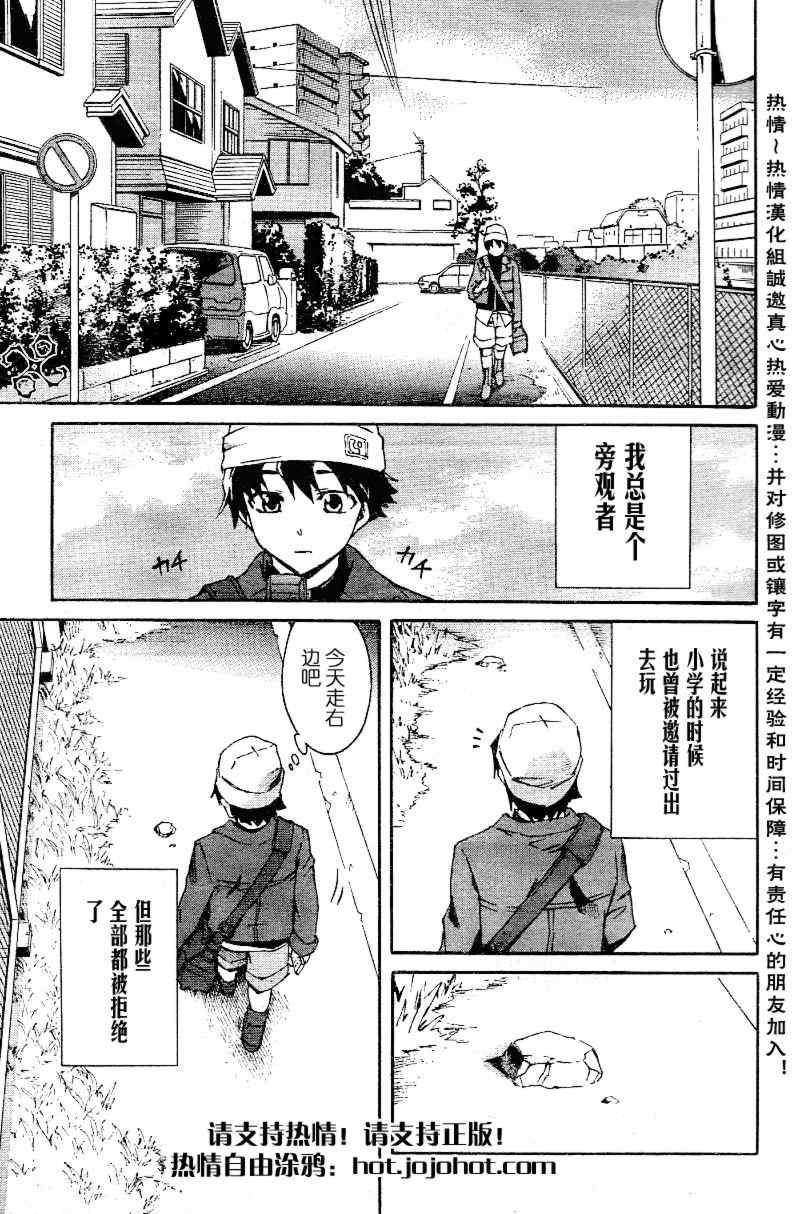 我总是个
旁观者
カチ
カチ
说起来
小学的时候
也曾被邀请过出
去玩
今天走右
边吧
但那些
全部都被拒绝
了
请支持热情！请支持正版！
热情自由涂鸦：hot.jojohot.com
热情~热情漢化組誠邀真心热爱動漫…并对修图或镶字有一定经验和时间保障…有责任心的朋友加入！